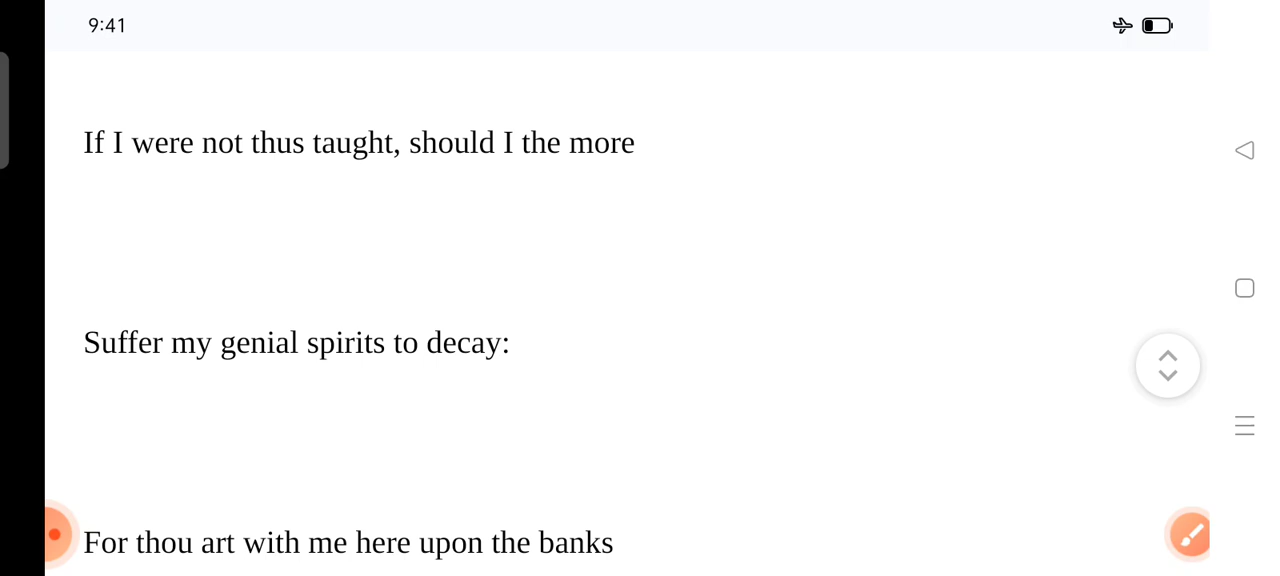 9:41
If I were not thus taught, should I the more
Suffer my genial spirits to decay:
For thou art with me here upon the banks